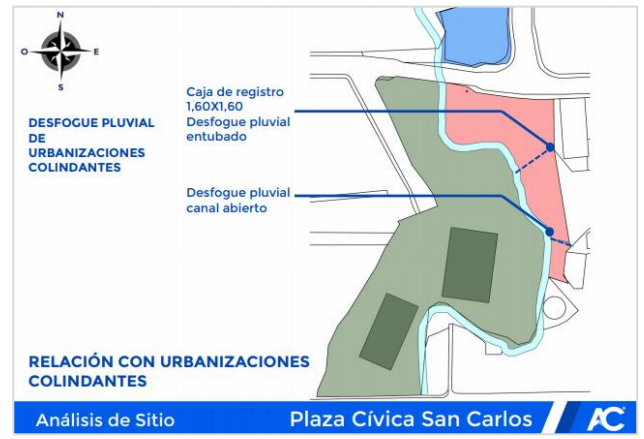 N
O
E
S
DESFOGUE PLUVIAL
DE
URBANIZACIONES
COLINDANTES
Caja de registro
1,60X1,60
Desfogue pluvial
entubado
Desfogue pluvial
canal abierto
RELACIÓN CON URBANIZACIONES
COLINDANTES
Análisis de Sitio
Plaza Cívica San Carlos
AC